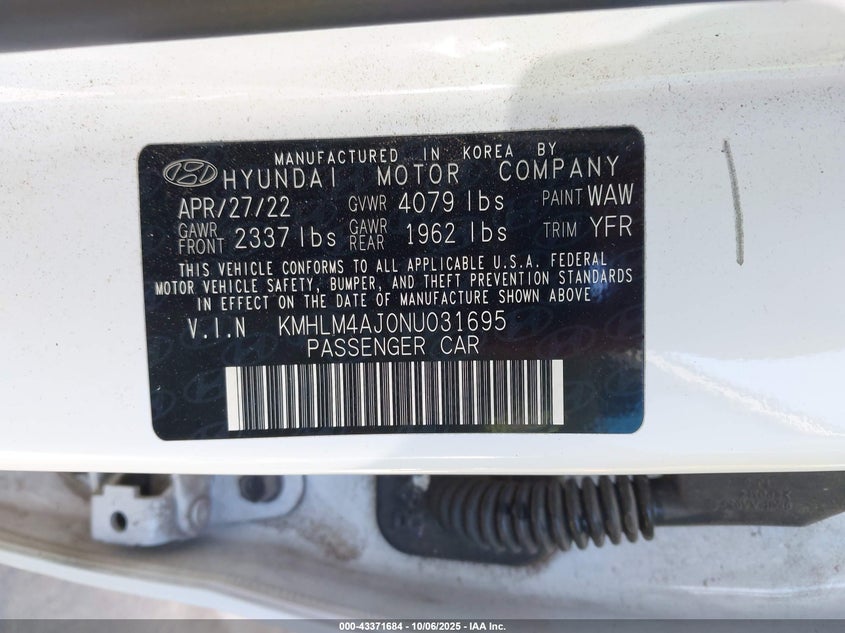 MANUFACTURED IN KOREA BY
HYUNDAI MOTOR COMPANY
APR/27/22 GVWR 4079 lbs PAINT WAW
GAWR FRONT 2337 lbs GAWR REAR 1962 lbs TRIM YFR
THIS VEHICLE CONFORMS TO ALL APPLICABLE U.S.A. FEDERAL
MOTOR VEHICLE SAFETY, BUMPER, AND THEFT PREVENTION STANDARDS
IN EFFECT ON THE DATE OF MANUFACTURE SHOWN ABOVE
V.I.N KMHLM4AJ0NU031695
PASSENGER CAR
000-43371684 | 10/06/2025 | IAA Inc.